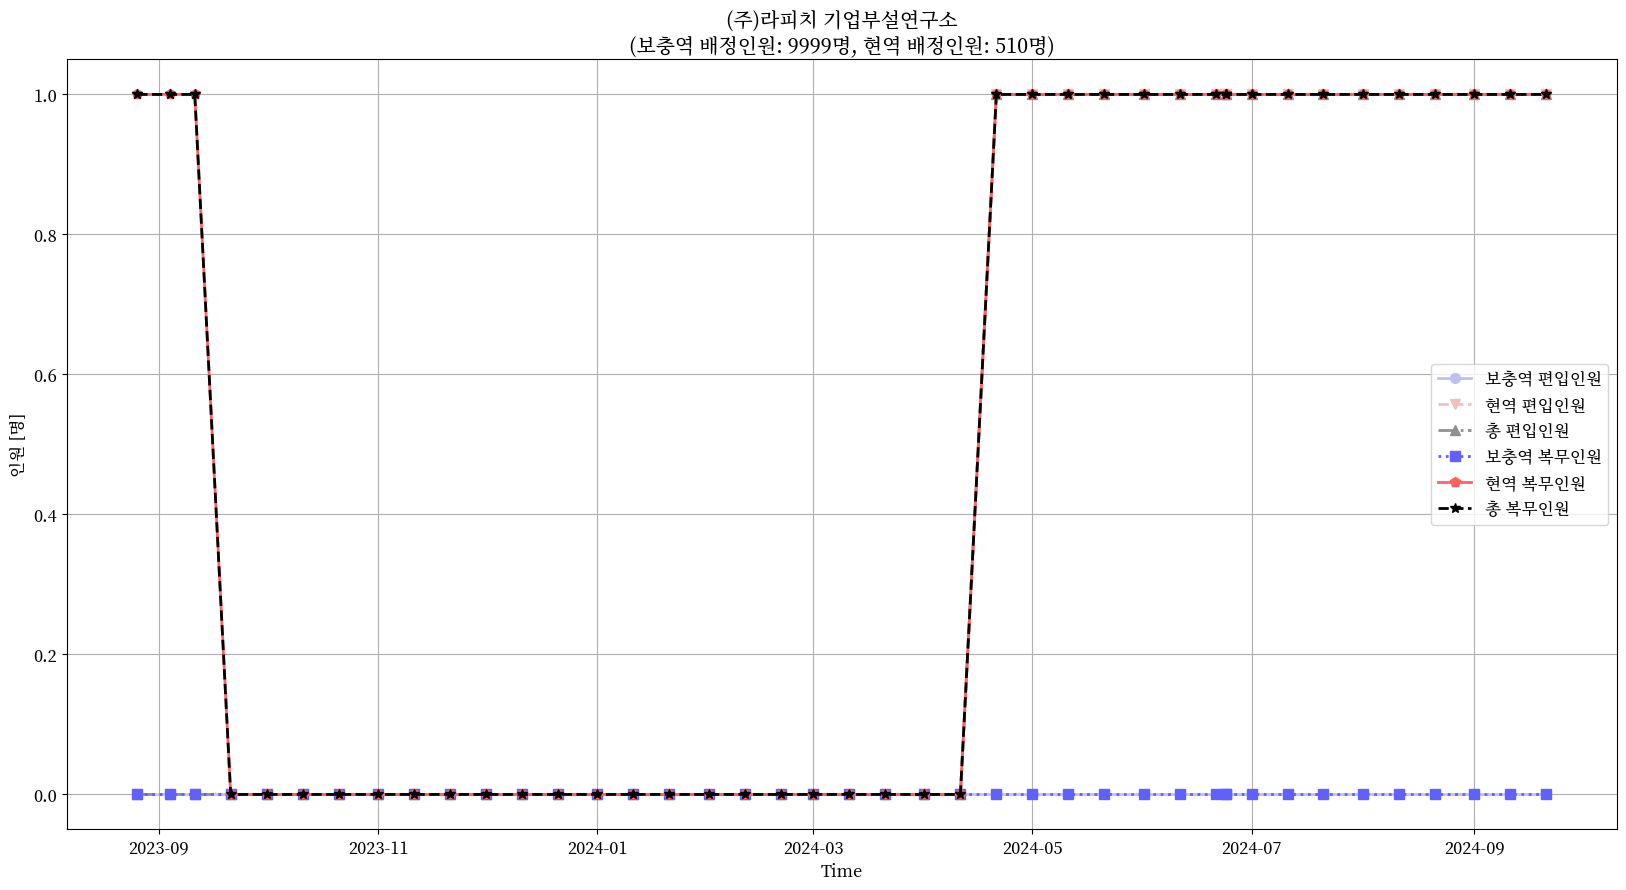 (주)라피치 기업부설연구소
(보충역 배정인원: 9999명, 현역 배정인원: 510명)
1.0
0.8
0.6
0.4
0.2
0.0
인원 [명]
보충역 편입인원
현역 편입인원
총 편입인원
보충역 복무인원
현역 복무인원
총 복무인원
2023-09 2023-11 2024-01 2024-03 2024-05 2024-07 2024-09
Time